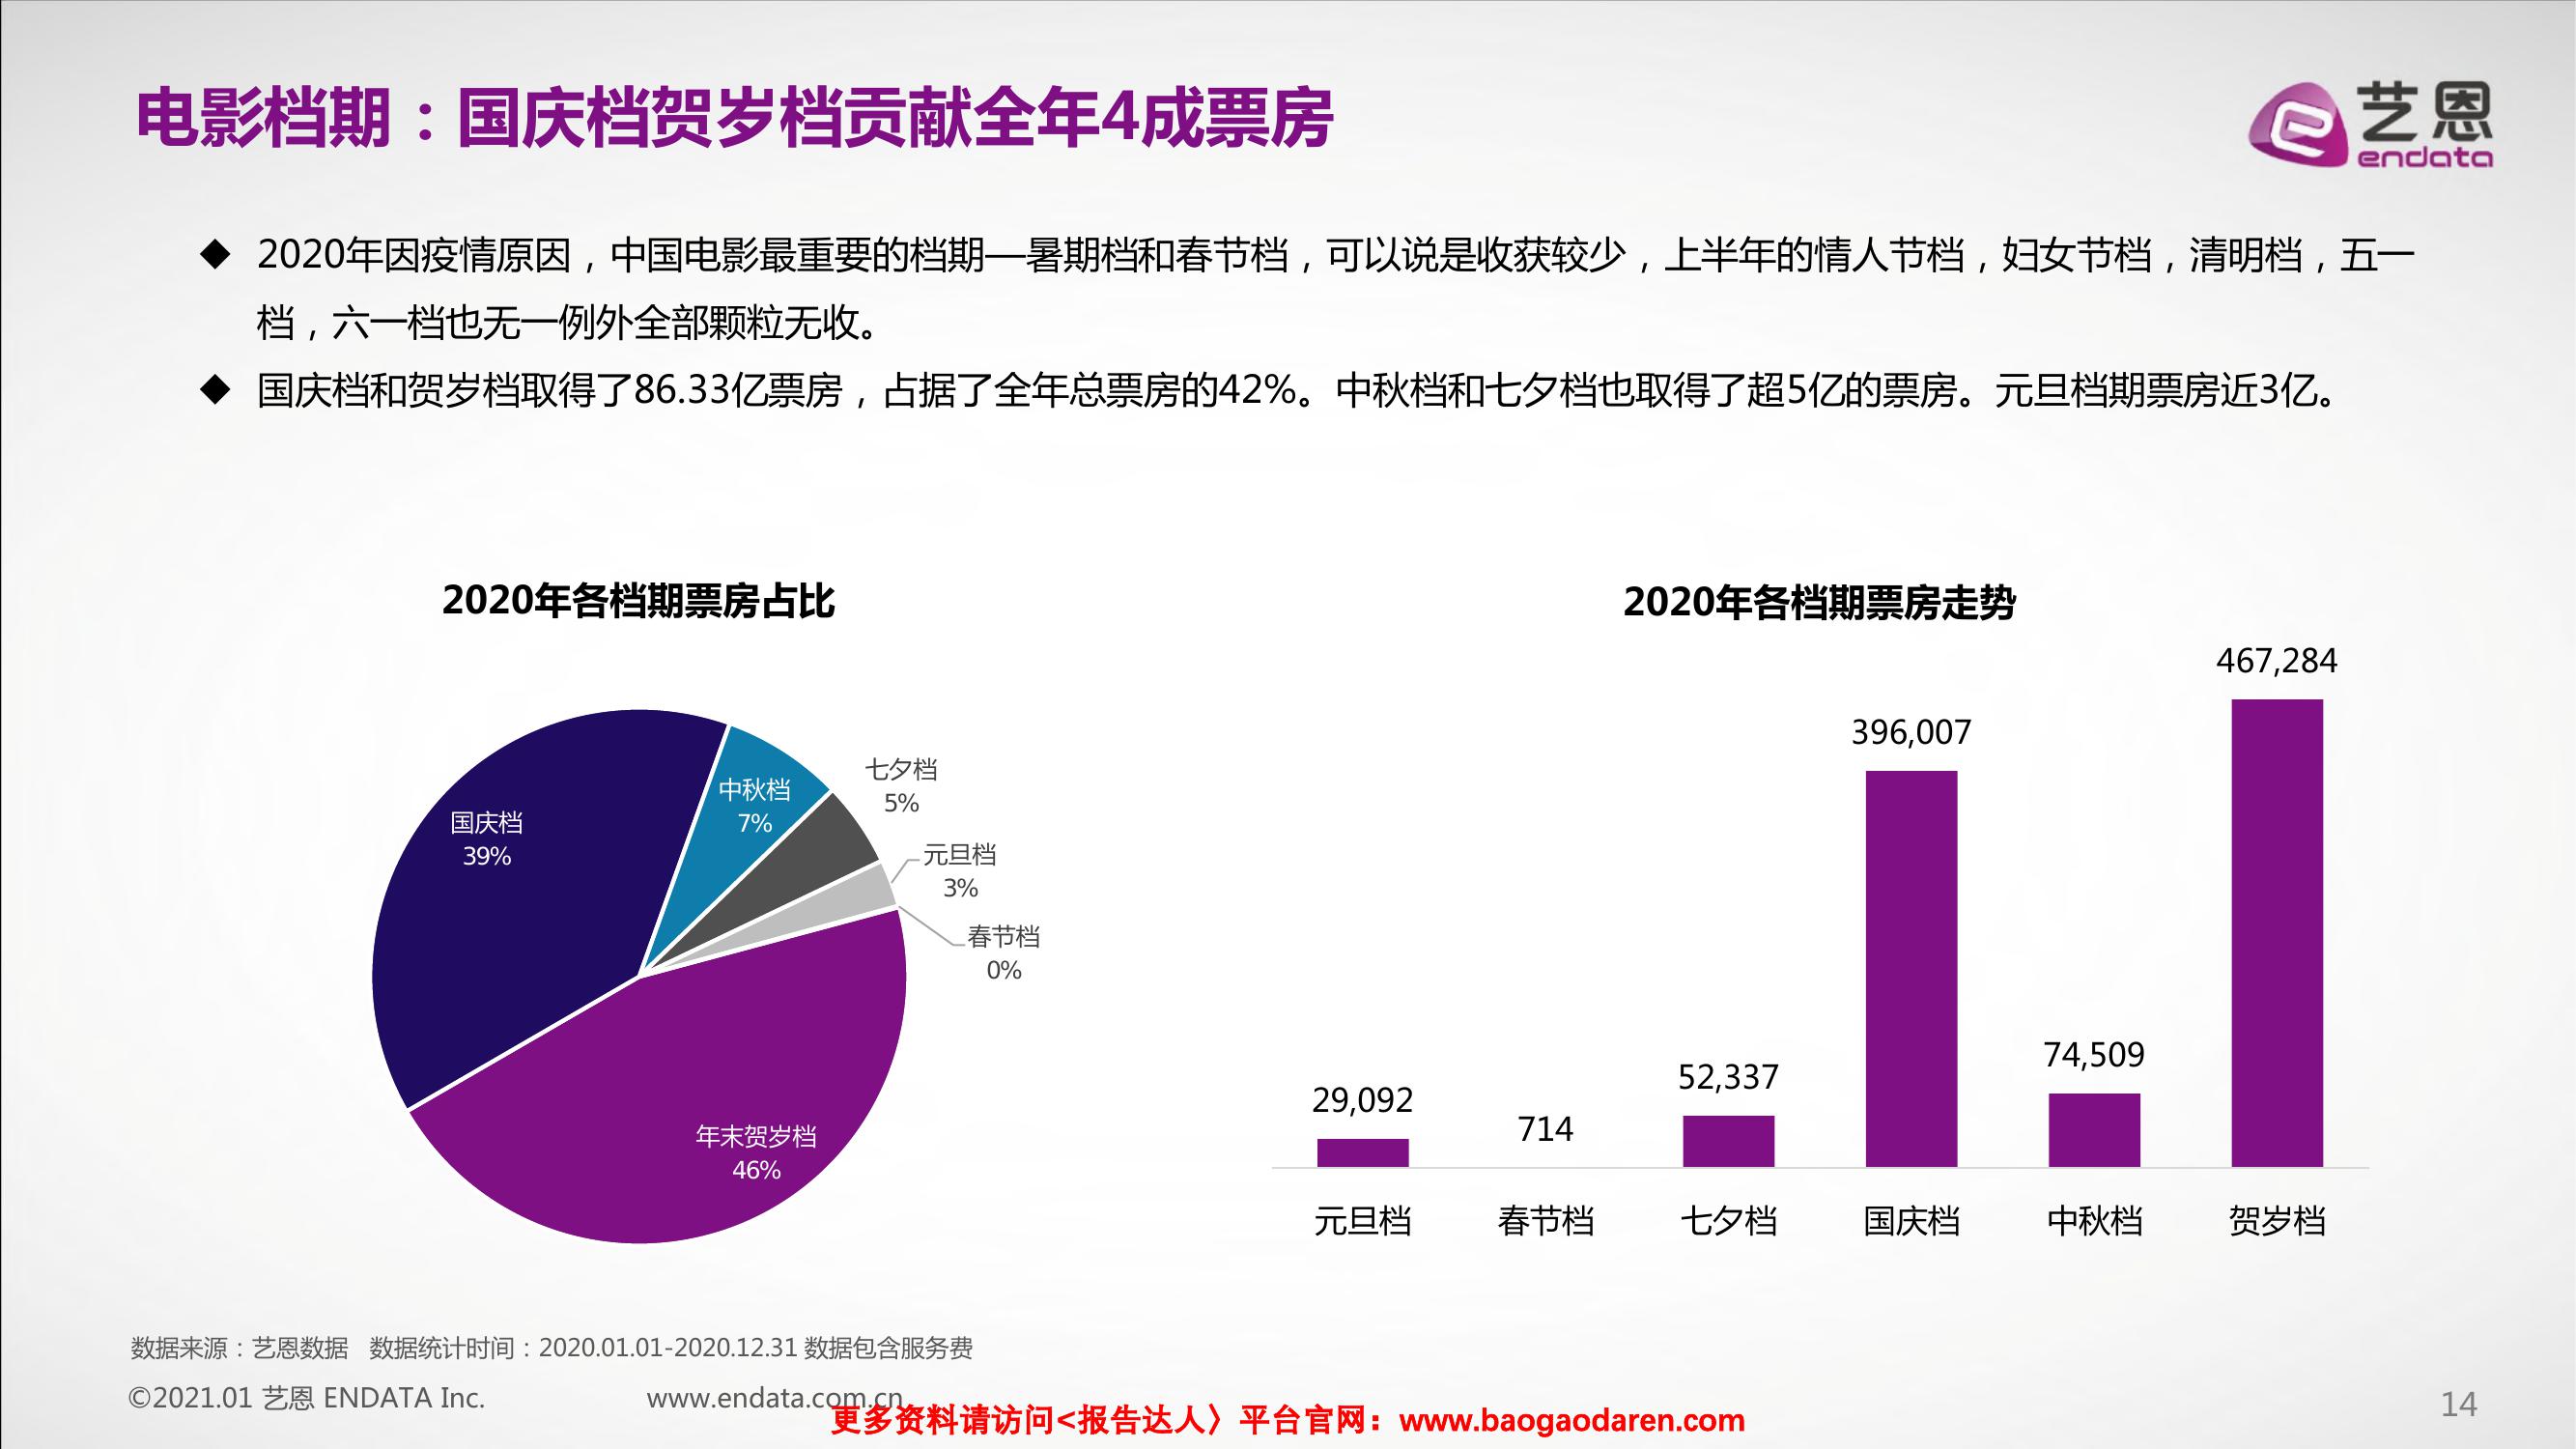 电影档期：国庆档贺岁档贡献全年4成票房
艺恩
endata
◆ 2020年因疫情原因，中国电影最重要的档期—暑期档和春节档，可以说是收获较少，上半年的情人节档，妇女节档，清明档，五一
档，六一档也无一例外全部颗粒无收。
◆ 国庆档和贺岁档取得了86.33亿票房，占据了全年总票房的42%。中秋档和七夕档也取得了超5亿的票房。元旦档期票房近3亿。
2020年各档期票房占比
国庆档
39%
中秋档
7%
七夕档
5%
元旦档
3%
春节档
0%
年末贺岁档
46%
2020年各档期票房走势
29,092
714
52,337
396,007
74,509
467,284
元旦档
春节档
七夕档
国庆档
中秋档
贺岁档
数据来源：艺恩数据 数据统计时间：2020.01.01-2020.12.31 数据包含服务费
©2021.01 艺恩 ENDATA Inc. www.endata.com.cn
更多资料请访问<报告达人〉平台官网：www.baogaodaren.com
14